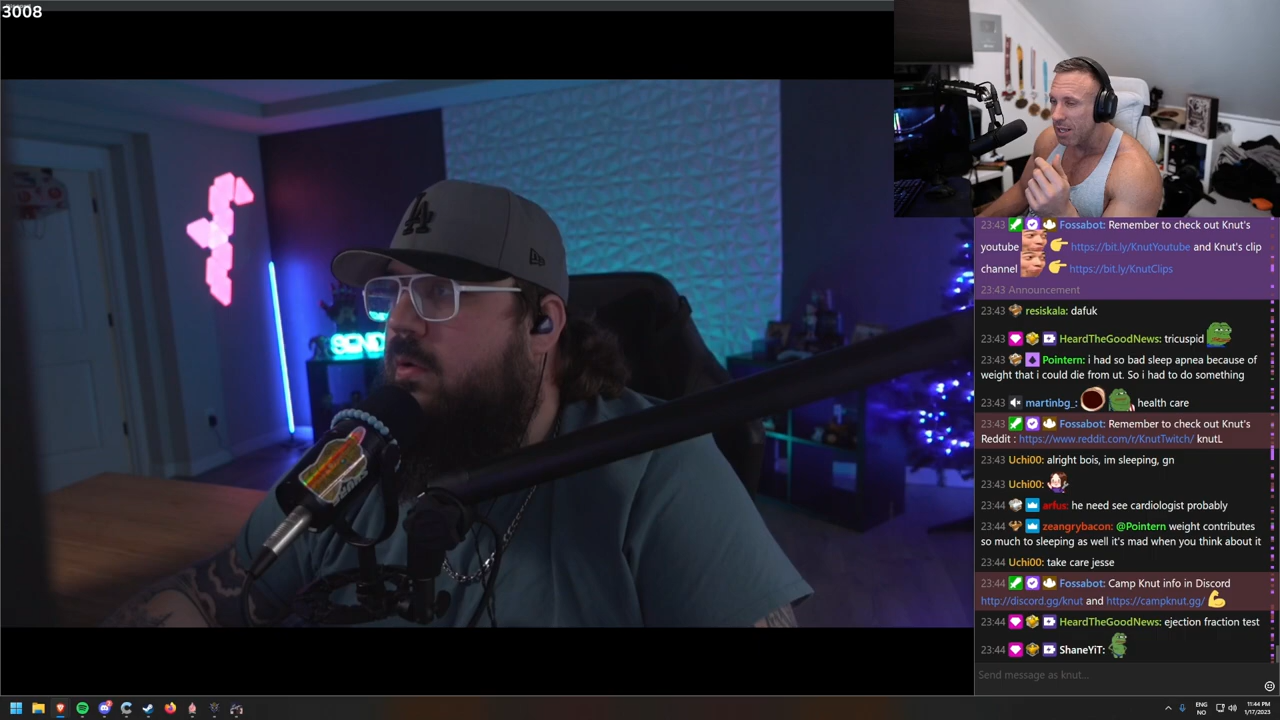 3008
LA
SEND
23:43 Fossabot: Remember to check out Knut's
youtube https://bit.ly/KnutYoutube and Knut's clip
channel https://bit.ly/KnutClips
23:43 Announcement
23:43 resiskala: dafuk
23:43 HeardTheGoodNews: tricuspid
23:43 Pointern: i had so bad sleep apnea because of
weight that i could die from ut. So i had to do something
23:43 martinbg_: health care
23:43 Fossabot: Remember to check out Knut's
Reddit : https://www.reddit.com/r/KnutTwitch/ knutL
23:43 Uchi00: alright bois, im sleeping, gn
23:43 Uchi00:
23:44 arfus: he need see cardiologist probably
23:44 zeangrybacon: @Pointern weight contributes
so much to sleeping as well it's mad when you think about it
23:44 Uchi00: take care jesse
23:44 Fossabot: Camp Knut info in Discord
http://discord.gg/knut and https://campknut.gg/
23:44 HeardTheGoodNews: ejection fraction test
23:44 ShaneYiT:
Send message as knut...
ENG
NO
11:44 PM
1/17/2023